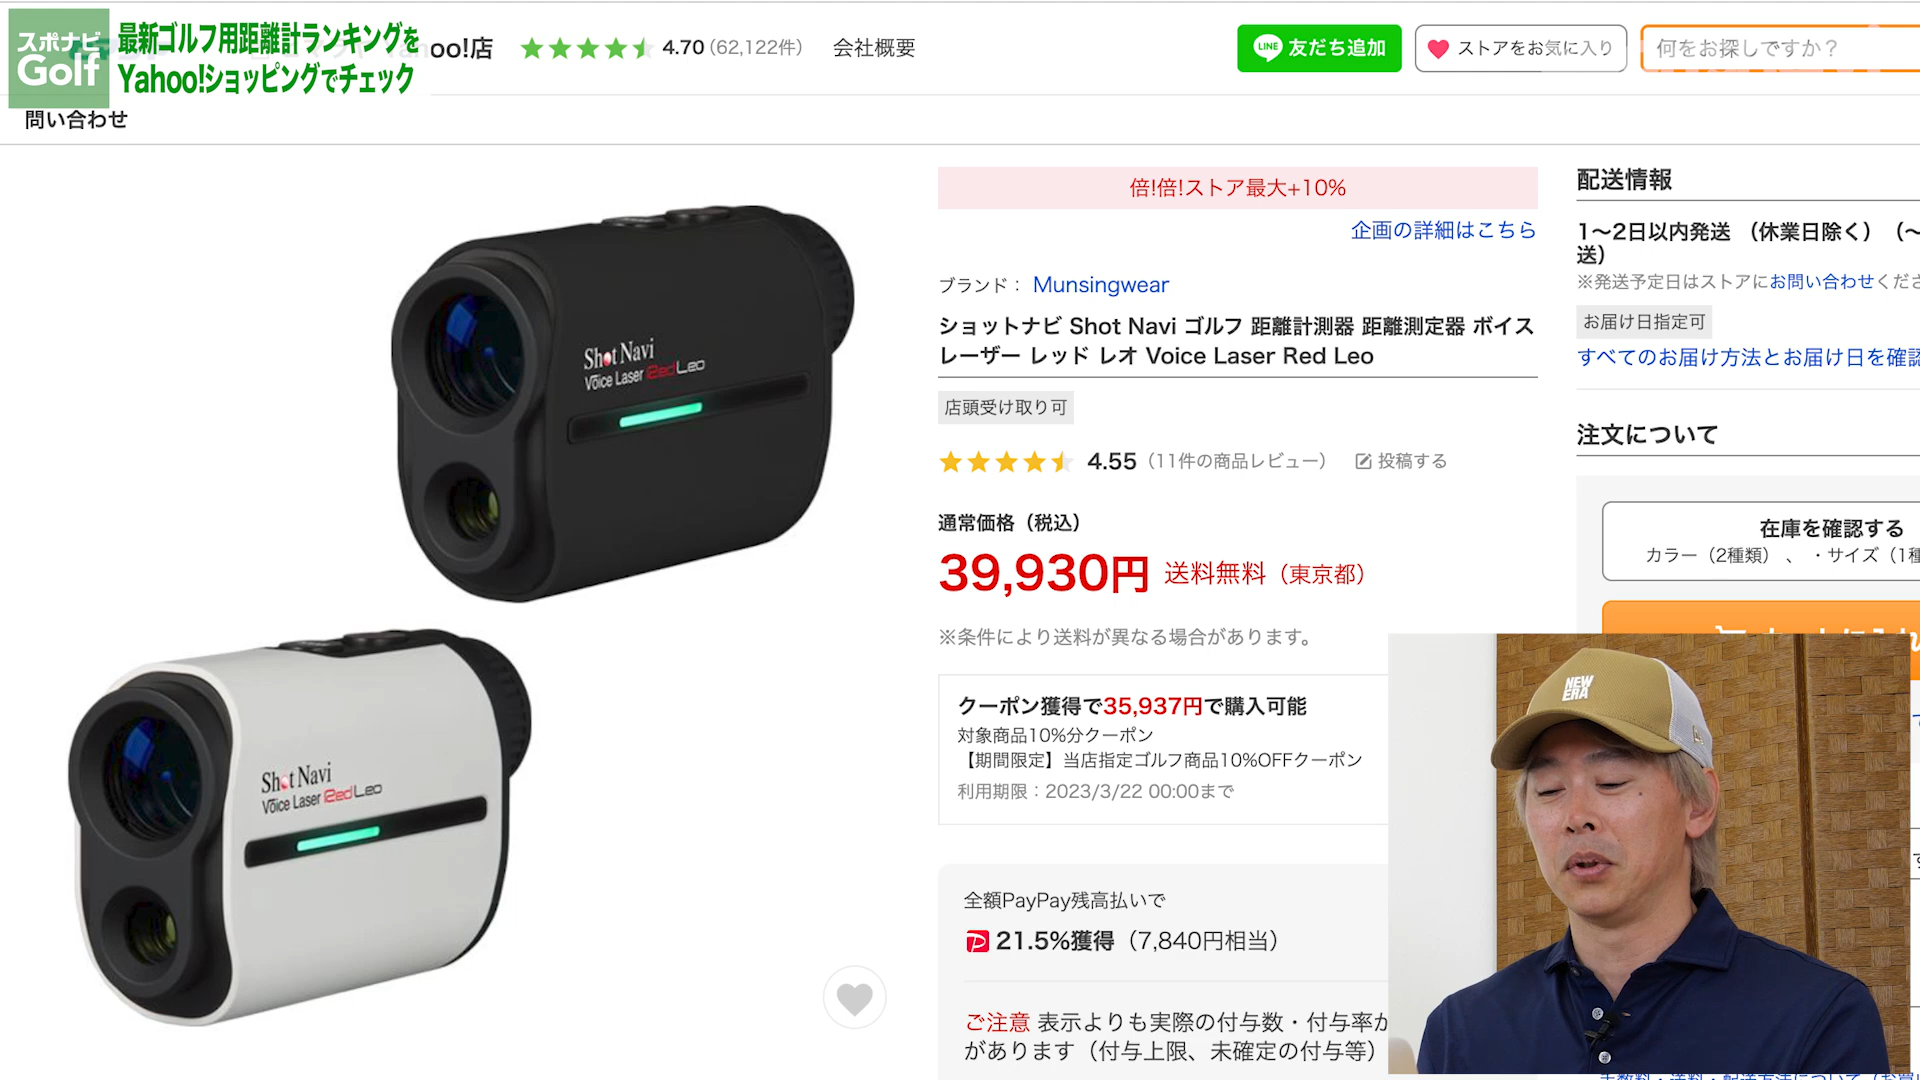 スポナビ
Golf
最新ゴルフ用距離計ランキングを
Yahoo!ショッピングでチェック
oo!店
4.70 (62,122件)
会社概要
LINE 友だち追加
ストアをお気に入り
何をお探しですか？
問い合わせ
倍!倍!ストア最大+10%
企画の詳細はこちら
ブランド： Munsingwear
ショットナビ Shot Navi ゴルフ 距離計測器 距離測定器 ボイス
レーザー レッド レオ Voice Laser Red Leo
店頭受け取り可
4.55 （11件の商品レビュー） 投稿する
通常価格（税込）
39,930円 送料無料（東京都）
※条件により送料が異なる場合があります。
クーポン獲得で35,937円で購入可能
対象商品10%分クーポン
【期間限定】当店指定ゴルフ商品10%OFFクーポン
利用期限：2023/3/22 00:00まで
全額PayPay残高払いで
21.5%獲得（7,840円相当）
ご注意 表示よりも実際の付与数・付与率が
があります（付与上限、未確定の付与等）
配送情報
1〜2日以内発送 （休業日除く）（〜
送）
※発送予定日はストアにお問い合わせくださ
お届け日指定可
すべてのお届け方法とお届け日を確認
注文について
在庫を確認する
カラー（2種類）、・サイズ（1種
Shot Navi
Voice Laser Red Leo
Shot Navi
Voice Laser Red Leo
NEW
ERA